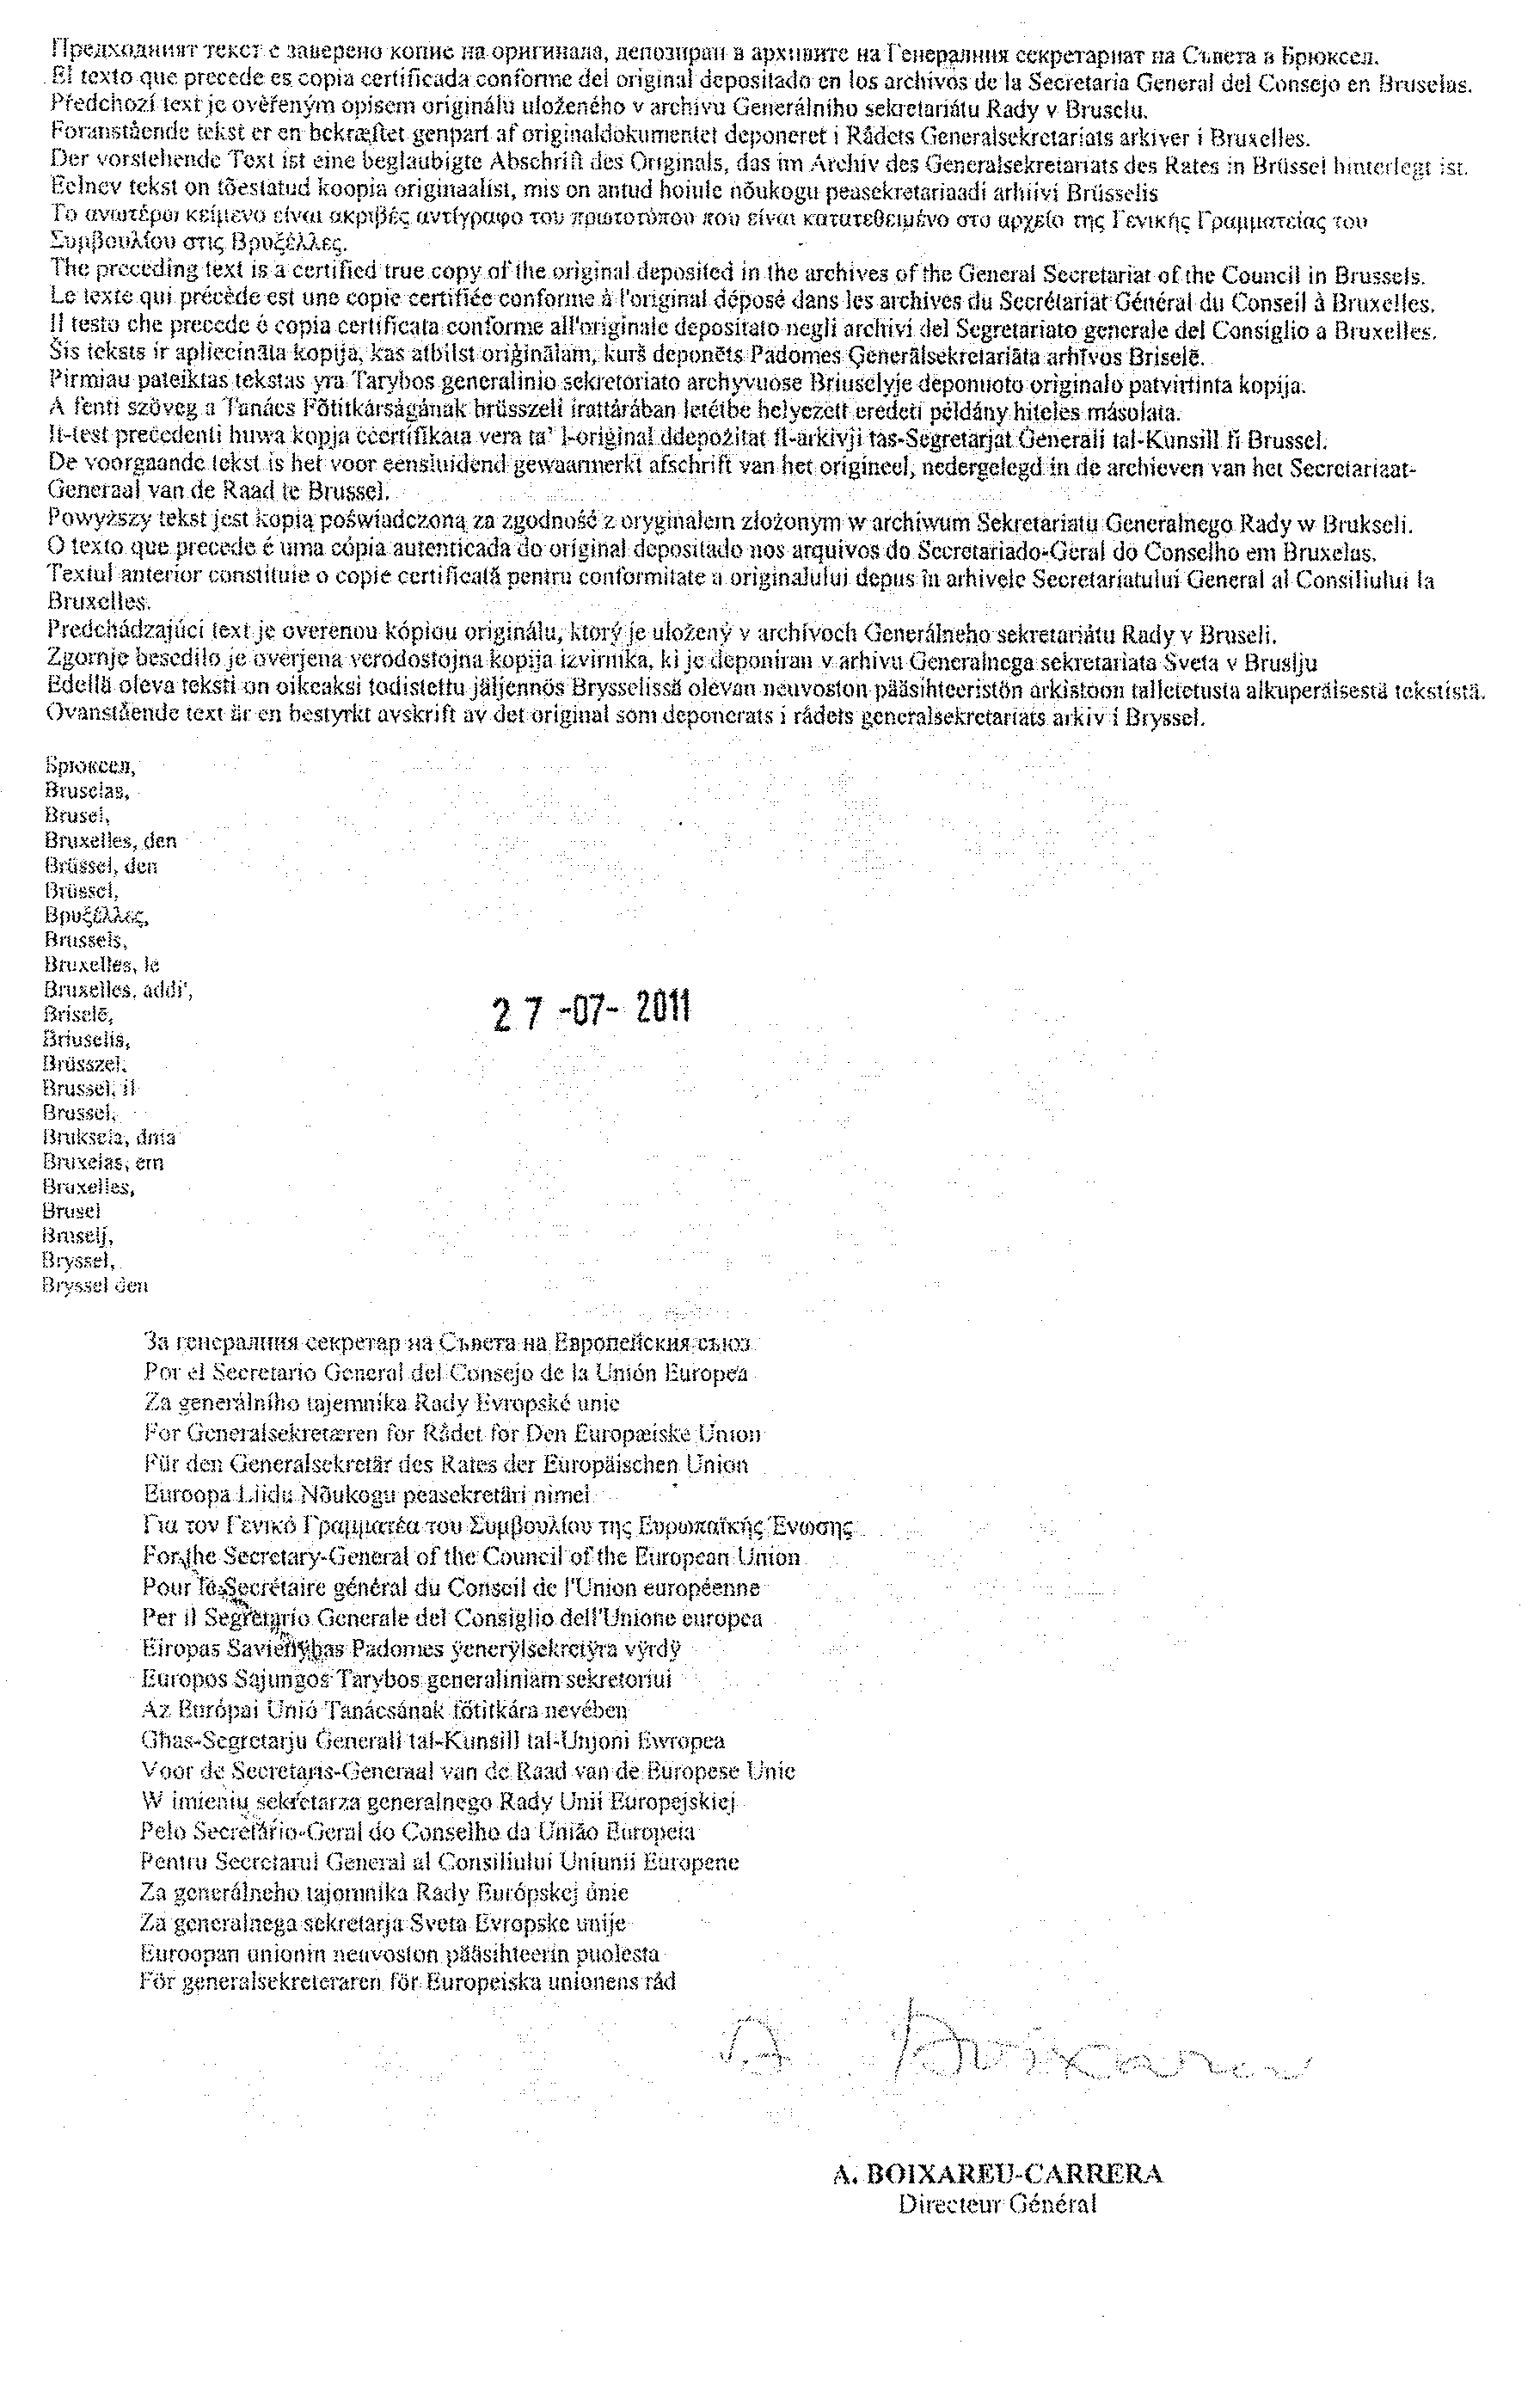 Предходният текст е заверено копие на оригинала, депозиран в архивите на Генералния секретариат на Съвета в Брюксел.
El texto que precede es copia certificada conforme del original depositado en los archivos de la Secretaría General del Consejo en Bruselas.
Předchozí text je ověřeným opisem originálu uloženého v archivu Generálního sekretariátu Rady v Bruselu.
Foranstående tekst er en bekræftet genpart af originaldokumentet deponeret i Rådets Generalsekretariats arkiver i Bruxelles.
Der vorstehende Text ist eine beglaubigte Abschrift des Originals, das im Archiv des Generalsekretariats des Rates in Brüssel hinterlegt ist.
Eelnev tekst on tõestatud koopia originaalist, mis on antud hoiule nõukogu peasekretariaadi arhiivi Brüsselis
Το ανωτέρω κείμενο είναι ακριβές αντίγραφο του πρωτοτύπου που είναι κατατεθειμένο στο αρχείο της Γενικής Γραμματείας του
Συμβουλίου στις Βρυξέλλες.
The preceding text is a certified true copy of the original deposited in the archives of the General Secretariat of the Council in Brussels.
Le texte qui précède est une copie certifiée conforme à l'original déposé dans les archives du Secrétariat Général du Conseil à Bruxelles.
Il testo che precede è copia certificata conforme all'originale depositato negli archivi del Segretariato generale del Consiglio a Bruxelles.
Šis teksts ir apliecināta kopija, kas atbilst oriģinālam, kurš deponēts Padomes Ģenerālsekretariāta arhīvos Briselē.
Pirmiau pateiktas tekstas yra Tarybos generalinio sekretoriato archyvuose Briuselyje deponuoto originalo patvirtinta kopija.
A fenti szöveg a Tanács Főtitkárságának brüsszeli irattárában letétbe helyezett eredeti példány hiteles másolata.
It-test preċedenti huwa kopja ċċertifikata vera ta' l-oriġinal ddepożitat fl-arkivji tas-Segretarjat Ġenerali tal-Kunsill fi Brussel.
De voorgaande tekst is het voor eensluidend gewaarmerkt afschrift van het origineel, nedergelegd in de archieven van het Secretariaat-
Generaal van de Raad te Brussel.
Powyższy tekst jest kopią poświadczoną za zgodność z oryginałem złożonym w archiwum Sekretariatu Generalnego Rady w Brukseli.
O texto que precede é uma cópia autenticada do original depositado nos arquivos do Secretariado-Geral do Conselho em Bruxelas.
Textul anterior constituie o copie certificată pentru conformitate a originalului depus în arhivele Secretariatului General al Consiliului la
Bruxelles.
Predchádzajúci text je overenou kópiou originálu, ktorý je uložený v archívoch Generálneho sekretariátu Rady v Bruseli.
Zgornje besedilo je overjena verodostojna kopija izvirnika, ki je deponiran v arhivu Generalnega sekretariata Sveta v Bruslju
Edellä oleva teksti on oikeaksi todistettu jäljennös Brysselissä olevan neuvoston pääsihteeristön arkistoon talletetusta alkuperäisestä tekstistä.
Ovanstående text är en bestyrkt avskrift av det original som deponerats i rådets generalsekretariats arkiv i Bryssel.
Брюксел,
Bruselas,
Brusel,
Bruxelles, den
Brüssel, den
Brüssel,
Βρυξέλλες,
Brussels,
Bruxelles, le
Bruxelles, addi',
Briselē,
Briuselis,
Brüsszel,
Brussel, il
Brussel,
Bruksela, dnia
Bruxelas, em
Bruxelles,
Brusel
Bruselj,
Bryssel,
Bryssel den
27 -07- 2011
За генералния секретар на Съвета на Европейския съюз
Por el Secretario General del Consejo de la Unión Europea
Za generálního tajemníka Rady Evropské unie
For Generalsekretæren for Rådet for Den Europæiske Union
Für den Generalsekretär des Rates der Europäischen Union
Euroopa Liidu Nõukogu peasekretäri nimel
Για τον Γενικό Γραμματέα του Συμβουλίου της Ευρωπαϊκής Ένωσης
For the Secretary-General of the Council of the European Union
Pour le Secrétaire général du Conseil de l'Union européenne
Per il Segretario Generale del Consiglio dell'Unione europea
Eiropas Savienÿbas Padomes ÿenerÿlsekretÿra vÿrdÿ
Europos Sąjungos Tarybos generaliniam sekretoriui
Az Európai Unió Tanácsának főtitkára nevében
Għas-Segretarju Ġenerali tal-Kunsill tal-Unjoni Ewropea
Voor de Secretaris-Generaal van de Raad van de Europese Unie
W imieniu sekretarza generalnego Rady Unii Europejskiej
Pelo Secretário-Geral do Conselho da União Europeia
Pentru Secretarul General al Consiliului Uniunii Europene
Za generálneho tajomníka Rady Európskej únie
Za generalnega sekretarja Sveta Evropske unije
Euroopan unionin neuvoston pääsihteerin puolesta
För generalsekreteraren för Europeiska unionens råd
A Boixareu
A. BOIXAREU-CARRERA
Directeur Général